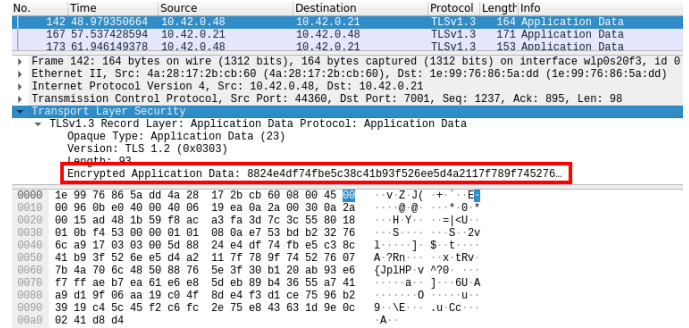 No. Time Source Destination Protocol Length Info
142 48.979350664 10.42.0.48 10.42.0.21 TLSv1.3 164 Application Data
167 57.537428594 10.42.0.21 10.42.0.48 TLSv1.3 171 Application Data
173 61.946149378 10.42.0.48 10.42.0.21 TLSv1.3 153 Application Data
Frame 142: 164 bytes on wire (1312 bits), 164 bytes captured (1312 bits) on interface wlp0s20f3, id 0
Ethernet II, Src: 4a:28:17:2b:cb:60 (4a:28:17:2b:cb:60), Dst: 1e:99:76:86:5a:dd (1e:99:76:86:5a:dd)
Internet Protocol Version 4, Src: 10.42.0.48, Dst: 10.42.0.21
Transmission Control Protocol, Src Port: 44360, Dst Port: 7001, Seq: 1237, Ack: 895, Len: 98
Transport Layer Security
TLSv1.3 Record Layer: Application Data Protocol: Application Data
Opaque Type: Application Data (23)
Version: TLS 1.2 (0x0303)
Length: 93
Encrypted Application Data: 8824e4df74fbe5c38c41b93f526ee5d4a2117f789f745276…
0000 1e 99 76 86 5a dd 4a 28 17 2b cb 60 08 00 45 00 ··v·Z·J( ·+·`··E·
0010 00 96 0b e0 40 00 40 06 19 ea 0a 2a 00 30 0a 2a ····@·@· ···*·0·*
0020 00 15 ad 48 1b 59 f8 ac a3 fa 3d 7c 3c 55 80 18 ···H·Y·· ··=|<U··
0030 01 0b f4 53 00 00 01 01 08 0a e7 53 bd b2 32 76 ···S···· ···S··2v
0040 6c a9 17 03 03 00 5d 88 24 e4 df 74 fb e5 c3 8c l·····]· $··t····
0050 41 b9 3f 52 6e e5 d4 a2 11 7f 78 9f 74 52 76 07 A·?Rn··· ··x·tRv·
0060 7b 4a 70 6c 48 50 88 76 5e 3f 30 b1 20 ab 93 e6 {JplHP·v ^?0· ···
0070 f7 ff ae b7 ea 61 e6 e8 5d eb 89 b4 36 55 a7 41 ·····a·· ]···6U·A
0080 a9 d1 9f 06 aa 19 c0 4f 8d e4 f3 d1 ce 75 96 b2 ·······O ·····u··
0090 39 19 c4 5c 45 f2 c6 fc 2e 75 e8 43 63 1d 9e 0c 9··\E··· .u·Cc···
00a0 02 41 d8 d4 ·A··